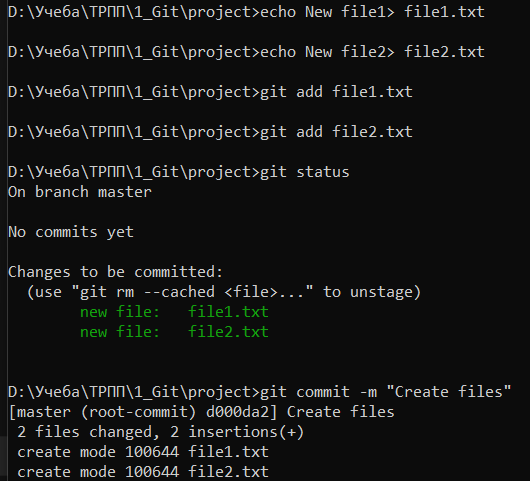 D:\Учеба\ТРПП\1_Git\project>echo New file1> file1.txt
D:\Учеба\ТРПП\1_Git\project>echo New file2> file2.txt
D:\Учеба\ТРПП\1_Git\project>git add file1.txt
D:\Учеба\ТРПП\1_Git\project>git add file2.txt
D:\Учеба\ТРПП\1_Git\project>git status
On branch master
No commits yet
Changes to be committed:
  (use "git rm --cached <file>..." to unstage)
        new file:   file1.txt
        new file:   file2.txt
D:\Учеба\ТРПП\1_Git\project>git commit -m "Create files"
[master (root-commit) d000da2] Create files
 2 files changed, 2 insertions(+)
 create mode 100644 file1.txt
 create mode 100644 file2.txt